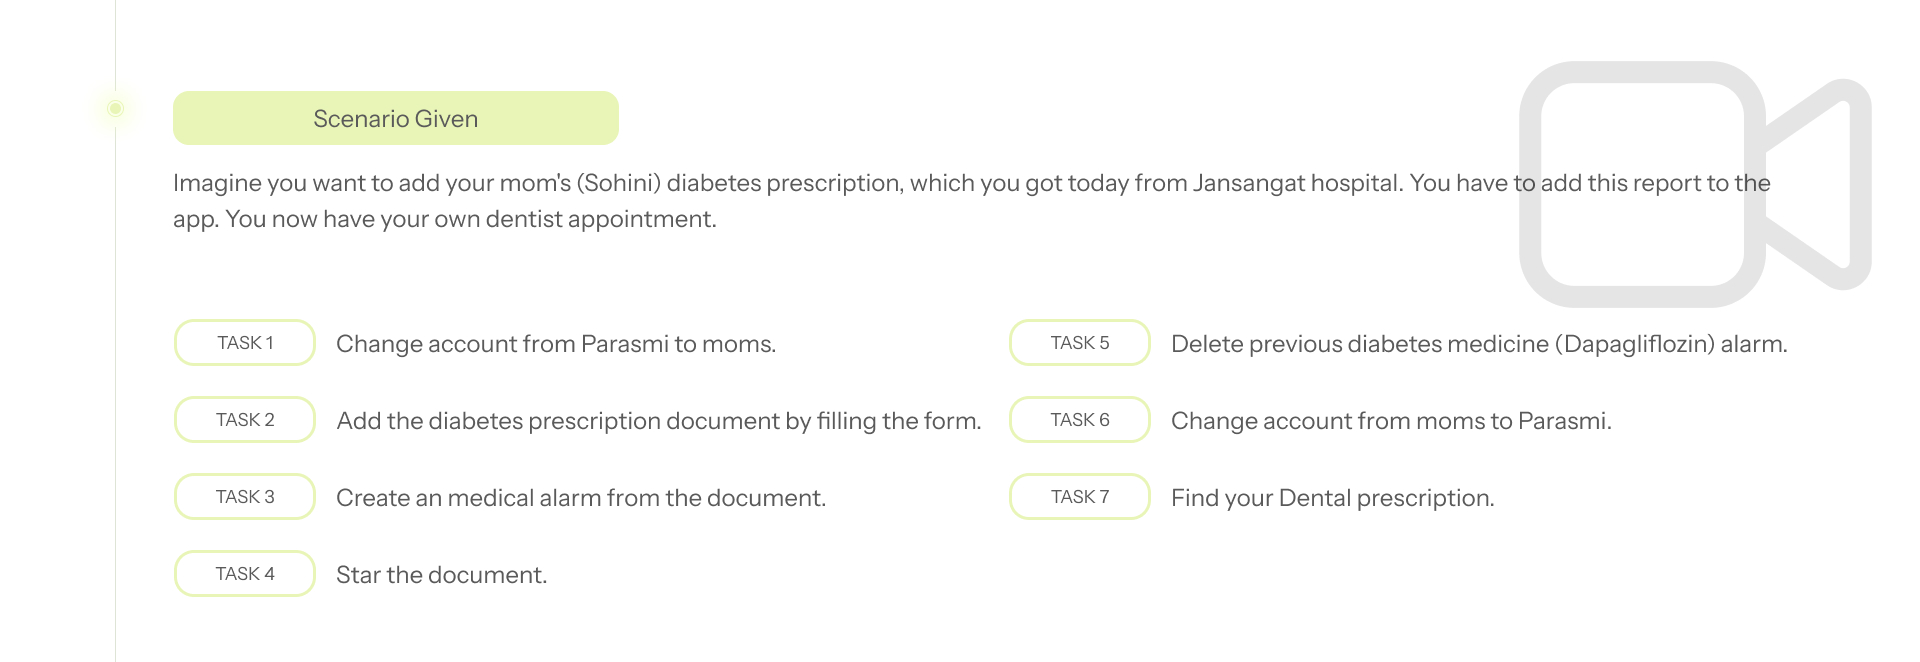 Scenario Given
Imagine you want to add your mom's (Sohini) diabetes prescription, which you got today from Jansangat hospital. You have to add this report to the
app. You now have your own dentist appointment.
TASK 1 Change account from Parasmi to moms.
TASK 2 Add the diabetes prescription document by filling the form.
TASK 3 Create an medical alarm from the document.
TASK 4 Star the document.
TASK 5 Delete previous diabetes medicine (Dapagliflozin) alarm.
TASK 6 Change account from moms to Parasmi.
TASK 7 Find your Dental prescription.